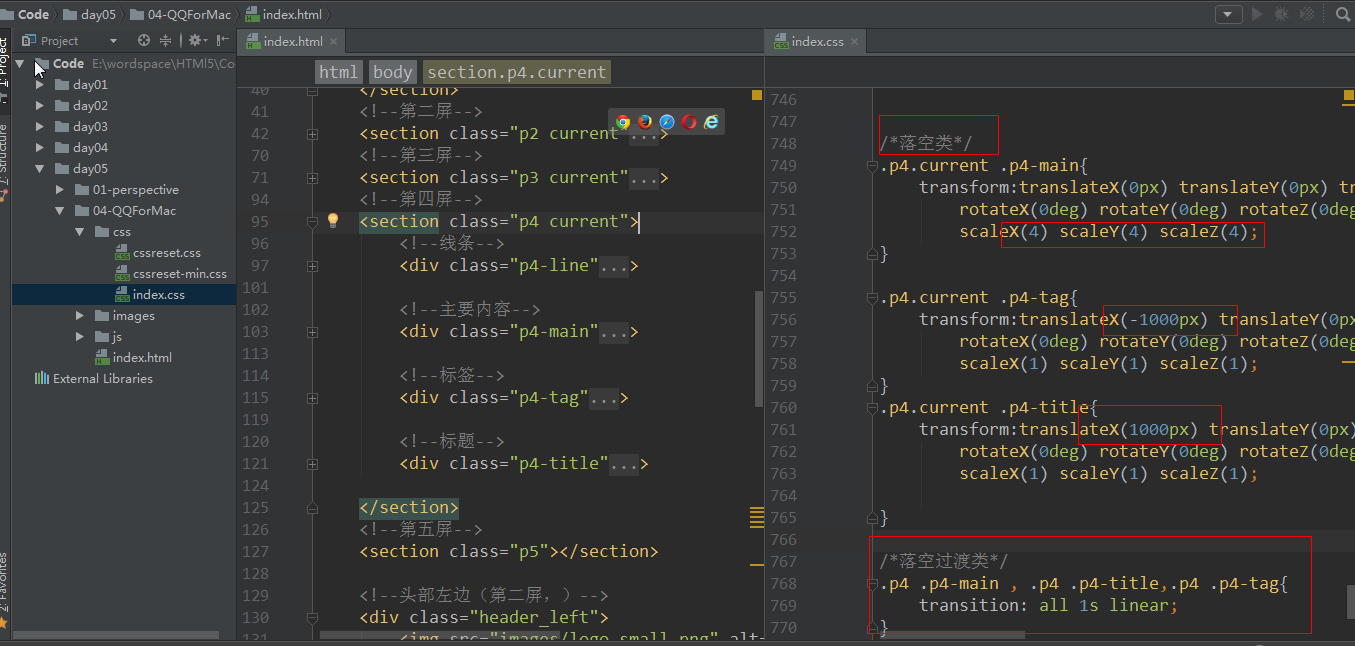 Code
day05
04-QQForMac
index.html
Project
index.html
index.css
1: Project
Code E:\wordspace\HTMl5\Co
day01
day02
day03
day04
day05
01-perspective
04-QQForMac
css
cssreset.css
cssreset-min.css
index.css
images
js
index.html
External Libraries
7: Structure
2: Favorites
html body section.p4.current
40 </section>
41 <!--第二屏-->
42 <section class="p2 current"...>
70 <!--第三屏-->
71 <section class="p3 current"...>
94 <!--第四屏-->
95 <section class="p4 current">
96 <!--线条-->
97 <div class="p4-line"...>
101
102 <!--主要内容-->
103 <div class="p4-main"...>
113
114 <!--标签-->
115 <div class="p4-tag"...>
119
120 <!--标题-->
121 <div class="p4-title"...>
124
125 </section>
126 <!--第五屏-->
127 <section class="p5"></section>
128
129 <!--头部左边（第二屏，）-->
130 <div class="header_left">
131 <img src="images/logo_small.png" alt=
746
747
748 /*落空类*/
749 .p4.current .p4-main{
750 transform:translateX(0px) translateY(0px) tr
751 rotateX(0deg) rotateY(0deg) rotateZ(0deg
752 scaleX(4) scaleY(4) scaleZ(4);
753 }
754
755 .p4.current .p4-tag{
756 transform:translateX(-1000px) translateY(0px
757 rotateX(0deg) rotateY(0deg) rotateZ(0deg
758 scaleX(1) scaleY(1) scaleZ(1);
759 }
760 .p4.current .p4-title{
761 transform:translateX(1000px) translateY(0px)
762 rotateX(0deg) rotateY(0deg) rotateZ(0deg
763 scaleX(1) scaleY(1) scaleZ(1);
764
765 }
766
767 /*落空过渡类*/
768 .p4 .p4-main , .p4 .p4-title,.p4 .p4-tag{
769 transition: all 1s linear;
770 }